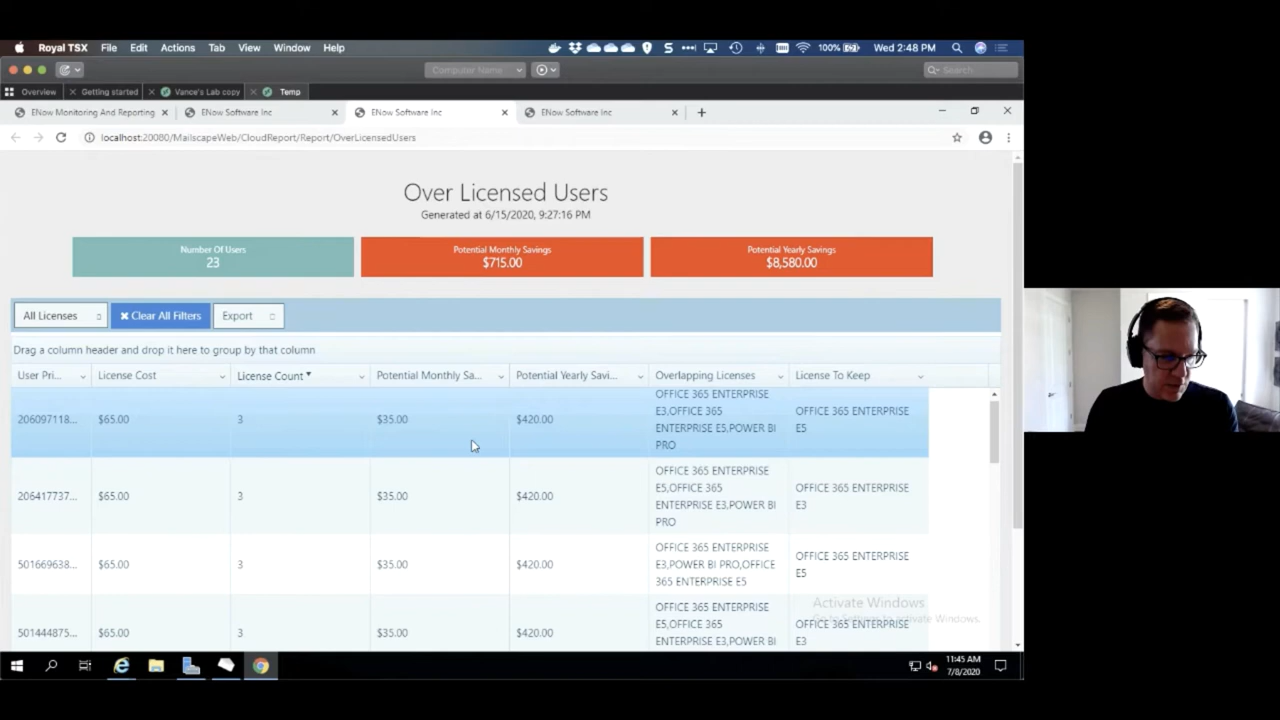 Royal TSX File Edit Actions Tab View Window Help 100% Wed 2:48 PM
Computer Name Search
Overview Getting started Vance's Lab copy Temp
ENow Monitoring And Reporting ENow Software Inc ENow Software Inc ENow Software Inc
localhost:20080/MailscapeWeb/CloudReport/Report/OverLicensedUsers
Over Licensed Users
Generated at 6/15/2020, 9:27:16 PM
Number Of Users Potential Monthly Savings Potential Yearly Savings
23 $715.00 $8,580.00
All Licenses Clear All Filters Export
Drag a column header and drop it here to group by that column
User Pri... License Cost License Count Potential Monthly Sa... Potential Yearly Savi... Overlapping Licenses License To Keep
206097118... $65.00 3 $35.00 $420.00
OFFICE 365 ENTERPRISE
E3,OFFICE 365
ENTERPRISE E5,POWER BI
PRO
OFFICE 365 ENTERPRISE
E5
206417737... $65.00 3 $35.00 $420.00
OFFICE 365 ENTERPRISE
E5,OFFICE 365
ENTERPRISE E3,POWER BI
PRO
OFFICE 365 ENTERPRISE
E3
501669638... $65.00 3 $35.00 $420.00
OFFICE 365 ENTERPRISE
E3,POWER BI PRO,OFFICE
365 ENTERPRISE E5
OFFICE 365 ENTERPRISE
E5
501444875... $65.00 3 $35.00 $420.00
OFFICE 365 ENTERPRISE
E5,OFFICE 365
ENTERPRISE E3,POWER BI
OFFICE 365 ENTERPRISE
E3
Activate Windows
Activate Windows.
11:45 AM
7/8/2020